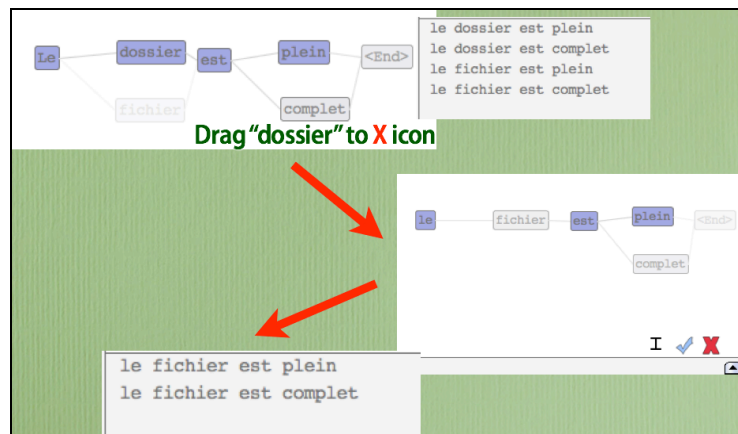 Le dossier est plein <End>
fichier complet
le dossier est plein
le dossier est complet
le fichier est plein
le fichier est complet
Drag “dossier” to X icon
le fichier est plein <End>
complet
le fichier est plein
le fichier est complet